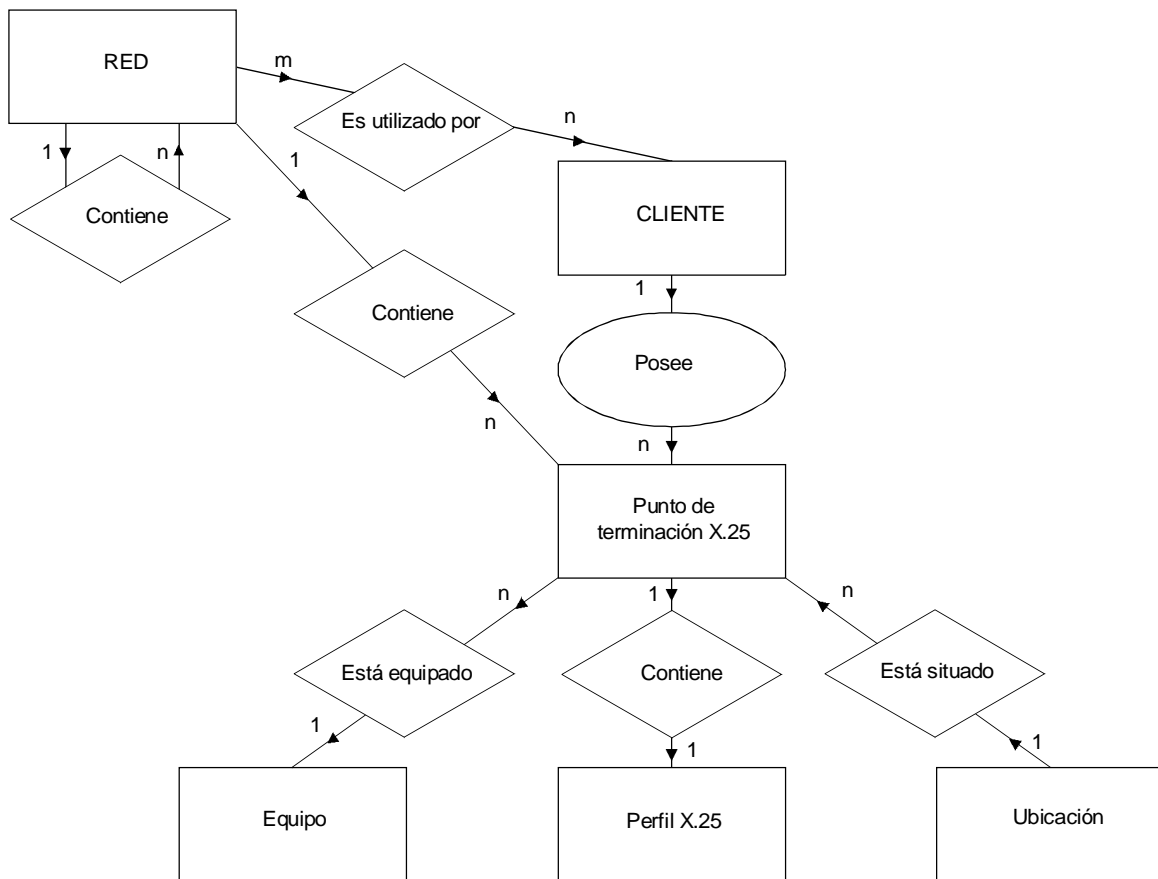 RED
m
Es utilizado por
n
1
n
1
Contiene
CLIENTE
1
Contiene
Posee
n
n
Punto de
terminación X.25
n
1
n
Está equipado
Contiene
Está situado
1
1
1
Equipo
Perfil X.25
Ubicación